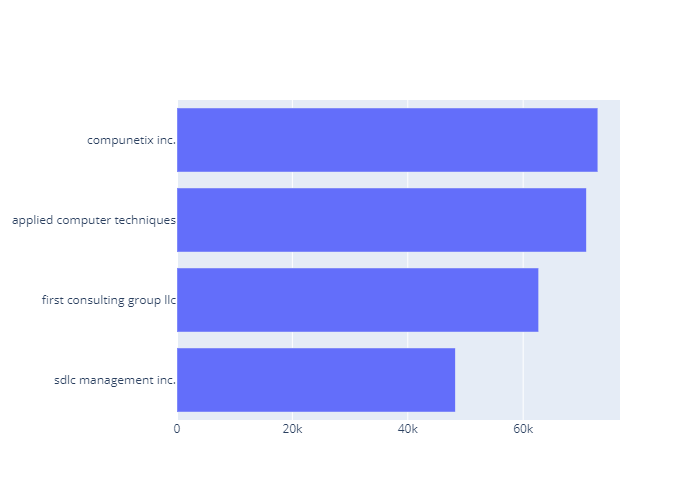 compunetix inc.
applied computer techniques
first consulting group llc
sdlc management inc.
0 20k 40k 60k